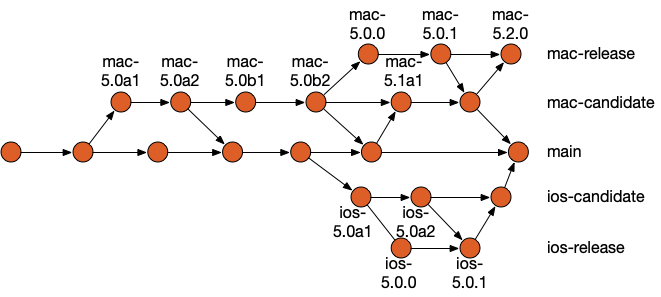 mac-
5.0.0
mac-
5.0.1
mac-
5.2.0
mac-release
mac-
5.0a1
mac-
5.0a2
mac-
5.0b1
mac-
5.0b2
mac-
5.1a1
mac-candidate
main
ios-candidate
ios-
5.0a1
ios-
5.0a2
ios-release
ios-
5.0.0
ios-
5.0.1